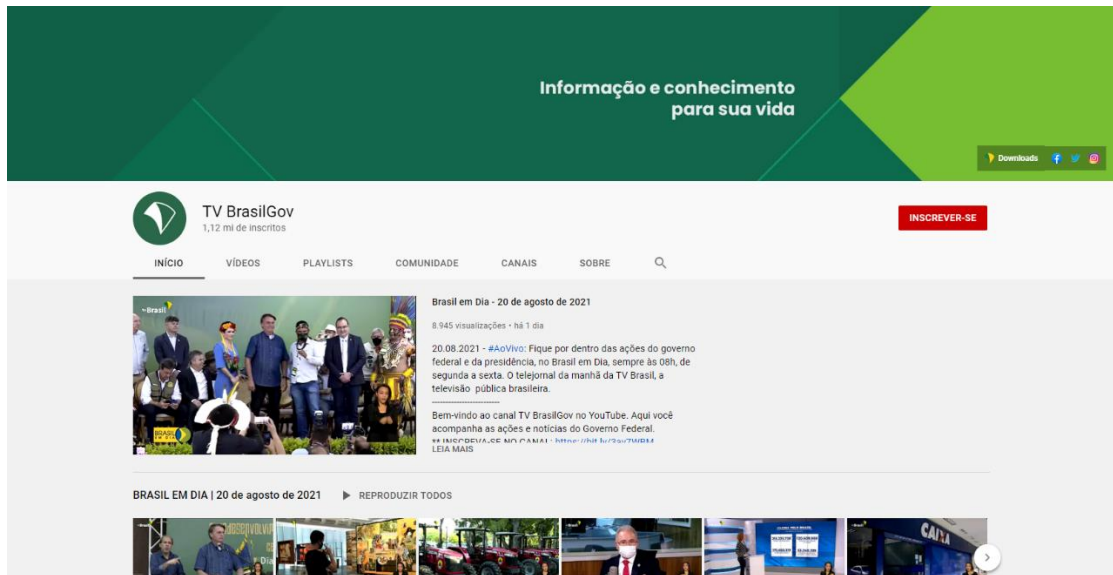 Informação e conhecimento
para sua vida
Downloads
TV BrasilGov
1,12 mi de inscritos
INSCREVER-SE
INÍCIO
VÍDEOS
PLAYLISTS
COMUNIDADE
CANAIS
SOBRE
Brasil em Dia - 20 de agosto de 2021
8.945 visualizações • há 1 dia
20.08.2021 - #AoVivo: Fique por dentro das ações do governo
federal e da presidência, no Brasil em Dia, sempre às 08h, de
segunda a sexta. O telejornal da manhã da TV Brasil, a
televisão pública brasileira.
------------------------
Bem-vindo ao canal TV BrasilGov no YouTube. Aqui você
acompanha as ações e notícias do Governo Federal.
** INSCREVA-SE NO CANAL:
LEIA MAIS
BRASIL EM DIA | 20 de agosto de 2021
REPRODUZIR TODOS
CAIXA